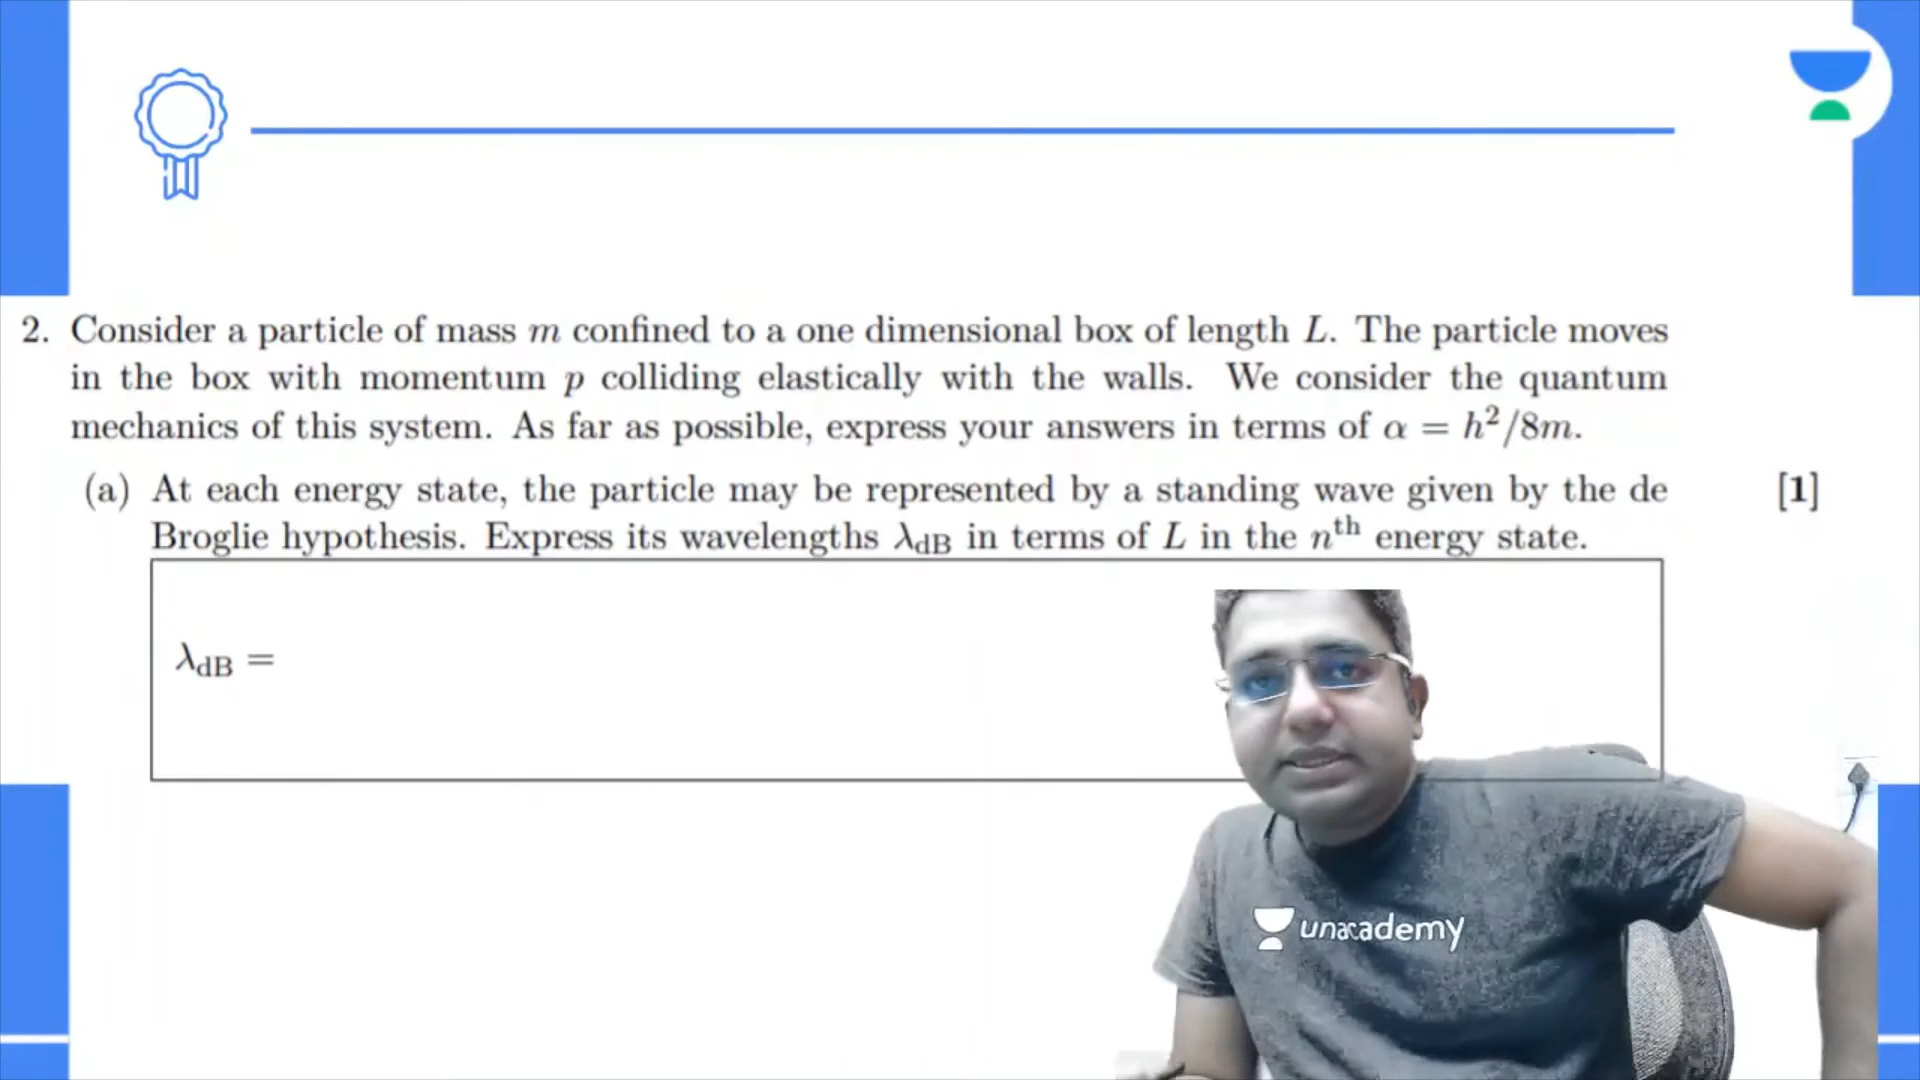 2. Consider a particle of mass m confined to a one dimensional box of length L. The particle moves
in the box with momentum p colliding elastically with the walls. We consider the quantum
mechanics of this system. As far as possible, express your answers in terms of α = h²/8m.
(a) At each energy state, the particle may be represented by a standing wave given by the de [1]
Broglie hypothesis. Express its wavelengths λ_dB in terms of L in the nᵗʰ energy state.
λ_dB =
unacademy